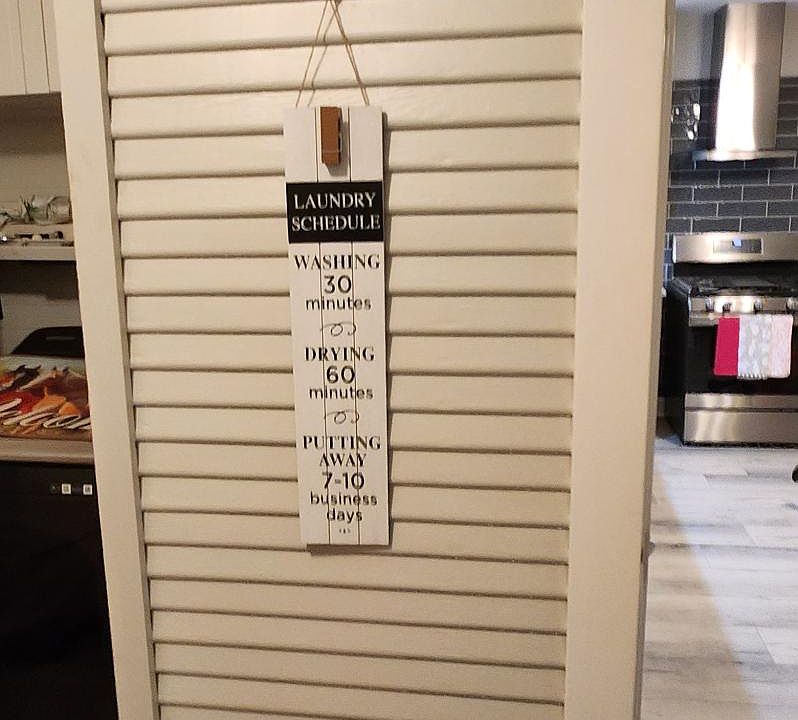 LAUNDRY
SCHEDULE
WASHING
30
minutes
DRYING
60
minutes
PUTTING
AWAY
7-10
business
days